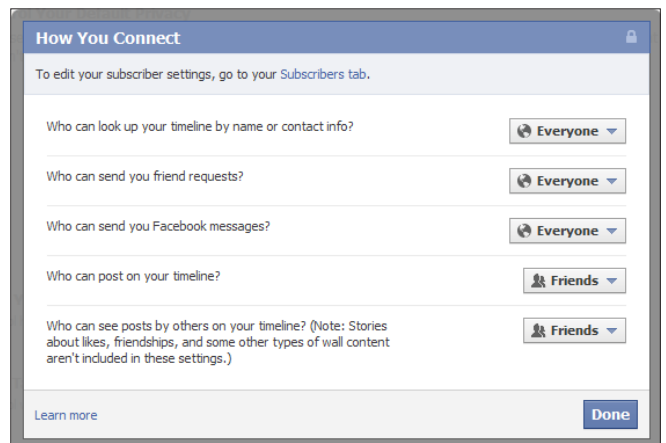 How You Connect
To edit your subscriber settings, go to your Subscribers tab.
Who can look up your timeline by name or contact info?
Everyone
Who can send you friend requests?
Everyone
Who can send you Facebook messages?
Everyone
Who can post on your timeline?
Friends
Who can see posts by others on your timeline? (Note: Stories
about likes, friendships, and some other types of wall content
aren't included in these settings.)
Friends
Learn more
Done